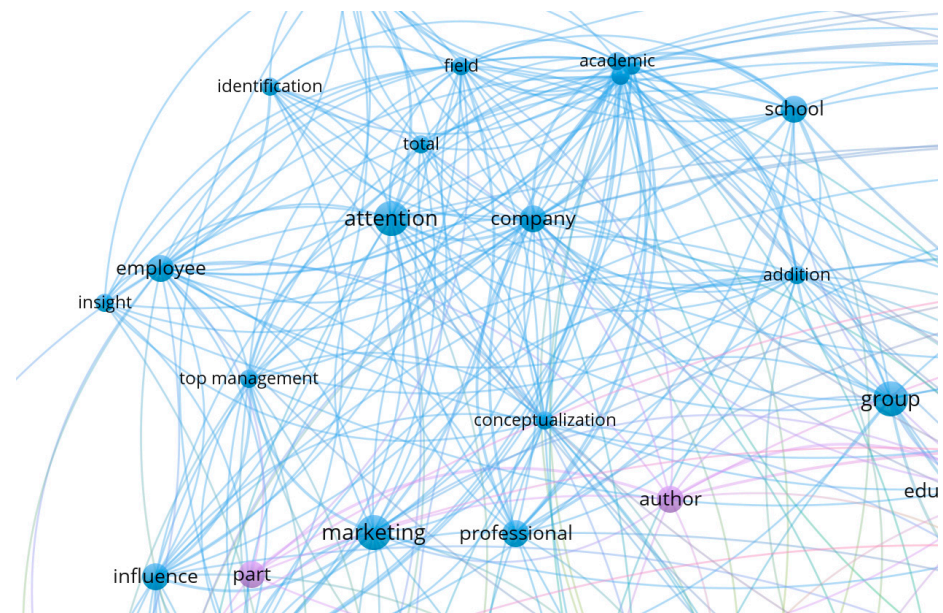 field
academic
identification
school
total
attention
company
employee
addition
insight
top management
group
conceptualization
edu
author
marketing
professional
influence
part